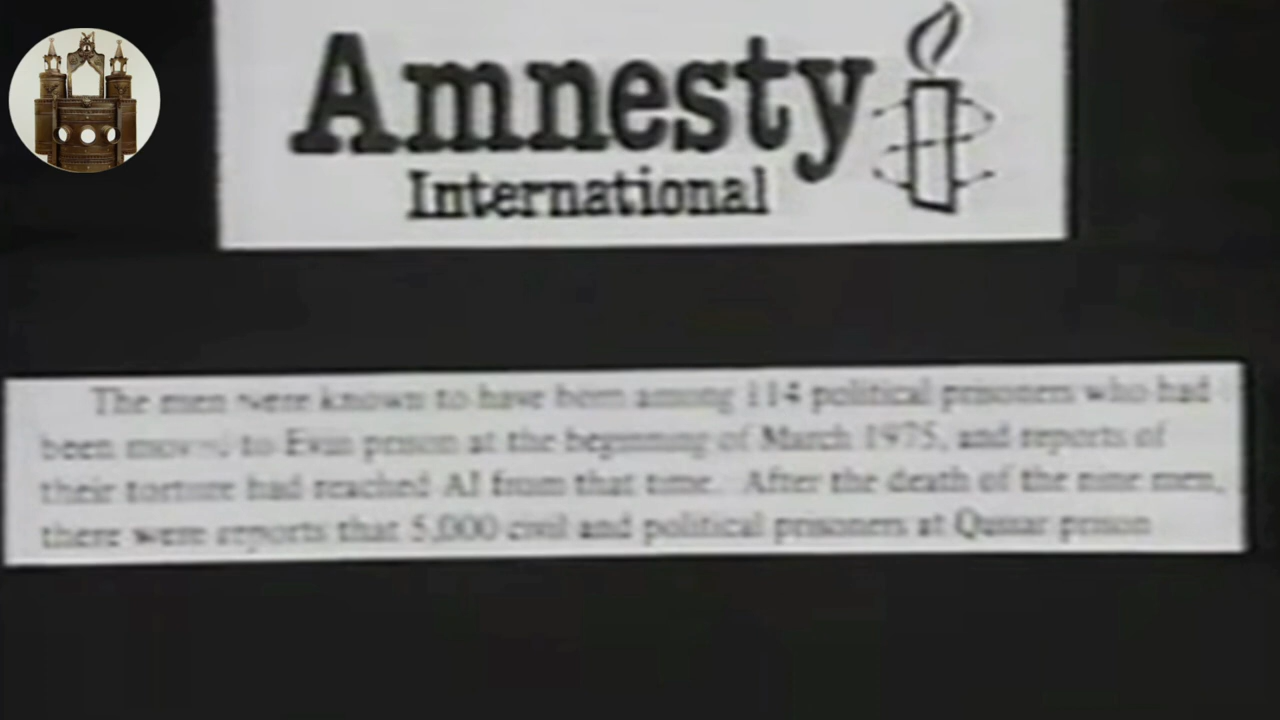 Amnesty
International
The men were known to have been among 114 political prisoners who had
been moved to Evin prison at the beginning of March 1975, and reports of
their torture had reached AI from that time. After the death of the nine men,
there were reports that 5,000 civil and political prisoners at Qasar prison